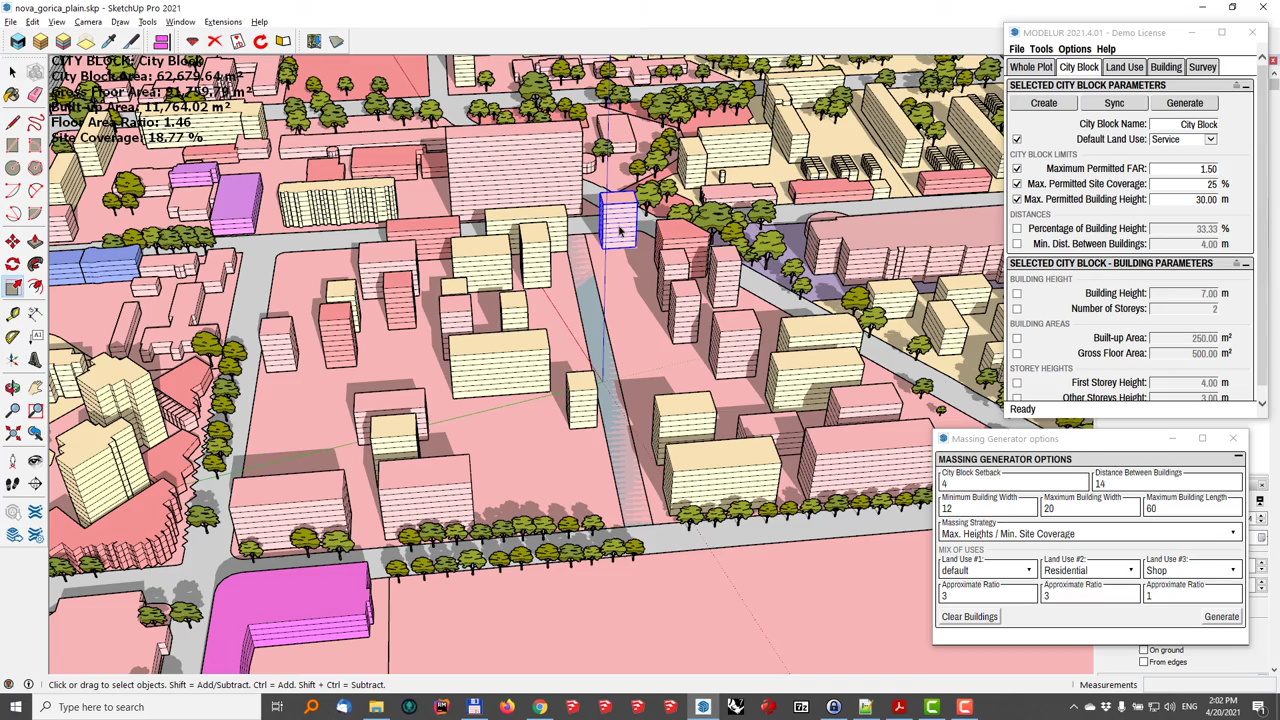 nova_gorica_plain.skp - SketchUp Pro 2021
File Edit View Camera Draw Tools Window Extensions Help
CITY BLOCK: City Block
City Block Area: 62,679.64 m²
Gross Floor Area: 91,759.79 m²
Built-up Area: 11,764.02 m²
Floor Area Ratio: 1.46
Site Coverage: 18.77 %
MODELUR 2021.4.01 - Demo License
File Tools Options Help
Whole Plot City Block Land Use Building Survey
SELECTED CITY BLOCK PARAMETERS
Create Sync Generate
City Block Name: City Block
Default Land Use: Service
CITY BLOCK LIMITS
Maximum Permitted FAR: 1.50
Max. Permitted Site Coverage: 25 %
Max. Permitted Building Height: 30.00 m
DISTANCES
Percentage of Building Height: 33.33 %
Min. Dist. Between Buildings: 4.00 m
SELECTED CITY BLOCK - BUILDING PARAMETERS
BUILDING HEIGHT
Building Height: 7.00 m
Number of Storeys: 2
BUILDING AREAS
Built-up Area: 250.00 m²
Gross Floor Area: 500.00 m²
STOREY HEIGHTS
First Storey Height: 4.00 m
Other Storeys Height: 3.00 m
Ready
Massing Generator options
MASSING GENERATOR OPTIONS
City Block Setback Distance Between Buildings
4 14
Minimum Building Width Maximum Building Width Maximum Building Length
12 20 60
Massing Strategy
Max. Heights / Min. Site Coverage
MIX OF USES
Land Use #1: Land Use #2: Land Use #3:
default Residential Shop
Approximate Ratio Approximate Ratio Approximate Ratio
3 3 1
Clear Buildings Generate
On ground
From edges
Click or drag to select objects. Shift = Add/Subtract. Ctrl = Add. Shift + Ctrl = Subtract. Measurements
Type here to search
ENG
2:02 PM
4/20/2021